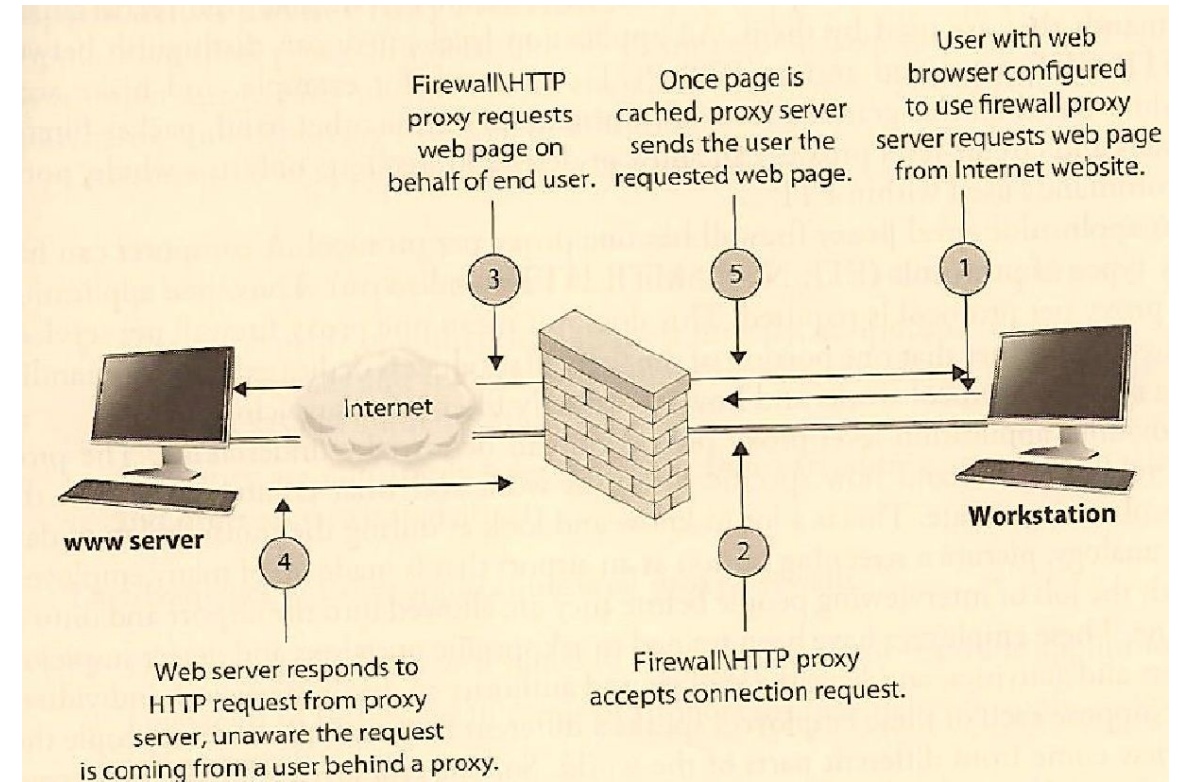 Firewall\HTTP
proxy requests
web page on
behalf of end user.
Once page is
cached, proxy server
sends the user the
requested web page.
User with web
browser configured
to use firewall proxy
server requests web page
from Internet website.
3
5
1
Internet
www server
Workstation
4
2
Web server responds to
HTTP request from proxy
server, unaware the request
is coming from a user behind a proxy.
Firewall\HTTP proxy
accepts connection request.